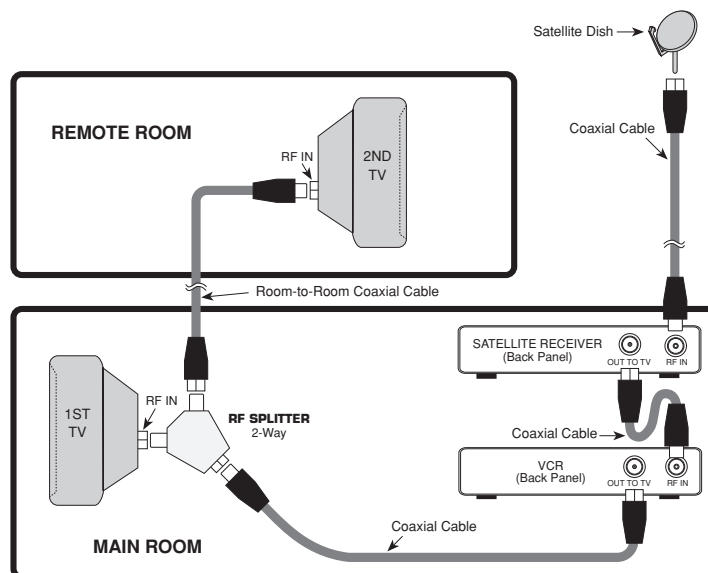 Satellite Dish
REMOTE ROOM
RF IN
2ND
TV
Coaxial Cable
Room-to-Room Coaxial Cable
SATELLITE RECEIVER
(Back Panel)
OUT TO TV
RF IN
1ST
TV
RF IN
RF SPLITTER
2-Way
Coaxial Cable
VCR
(Back Panel)
OUT TO TV
RF IN
Coaxial Cable
MAIN ROOM